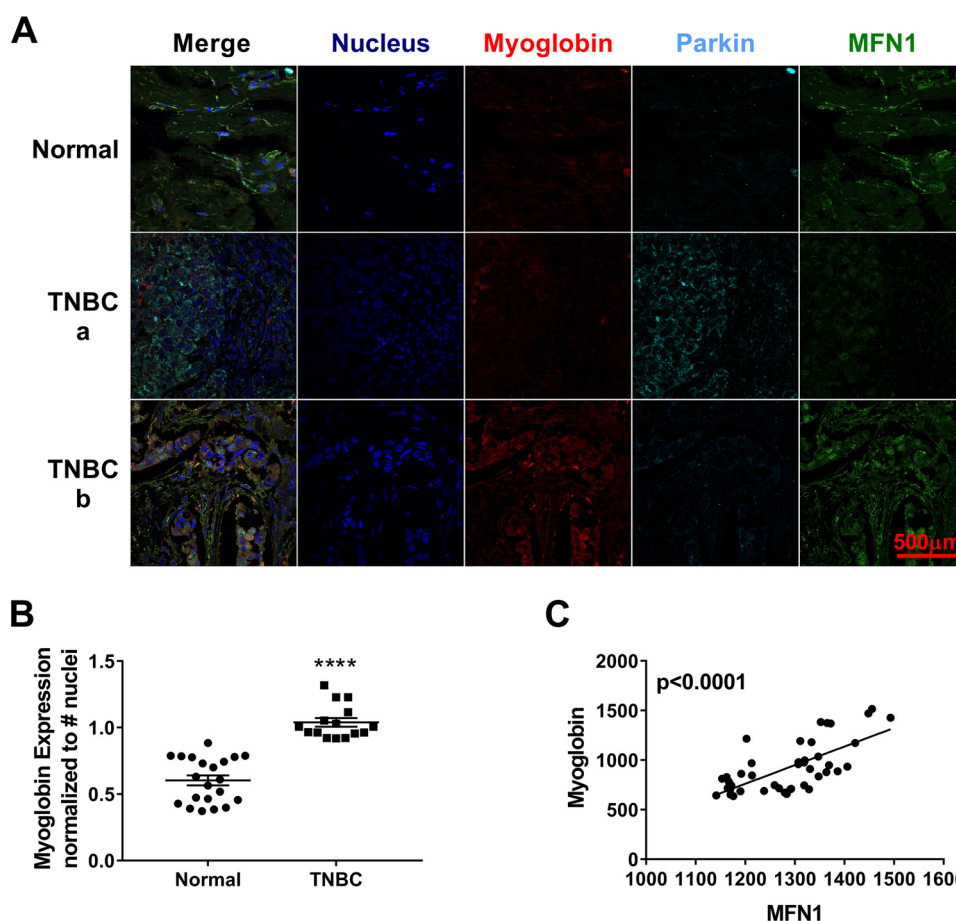 A
Merge Nucleus Myoglobin Parkin MFN1
Normal
TNBC
a
TNBC
b
500μm
B
Myoglobin Expression
normalized to # nuclei
1.5
1.0
0.5
0.0
****
Normal TNBC
C
Myoglobin
2000
1500
1000
500
0
p<0.0001
1000 1100 1200 1300 1400 1500 1600
MFN1